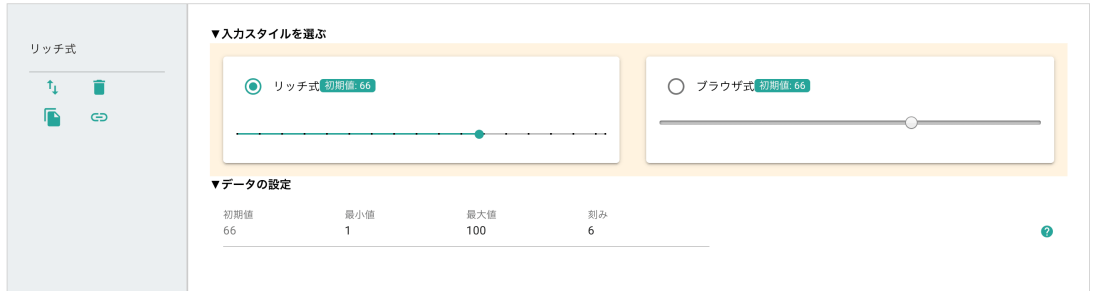 リッチ式
▼入力スタイルを選ぶ
リッチ式 初期値: 66
ブラウザ式 初期値: 66
▼データの設定
初期値 最小値 最大値 刻み
66 1 100 6
?